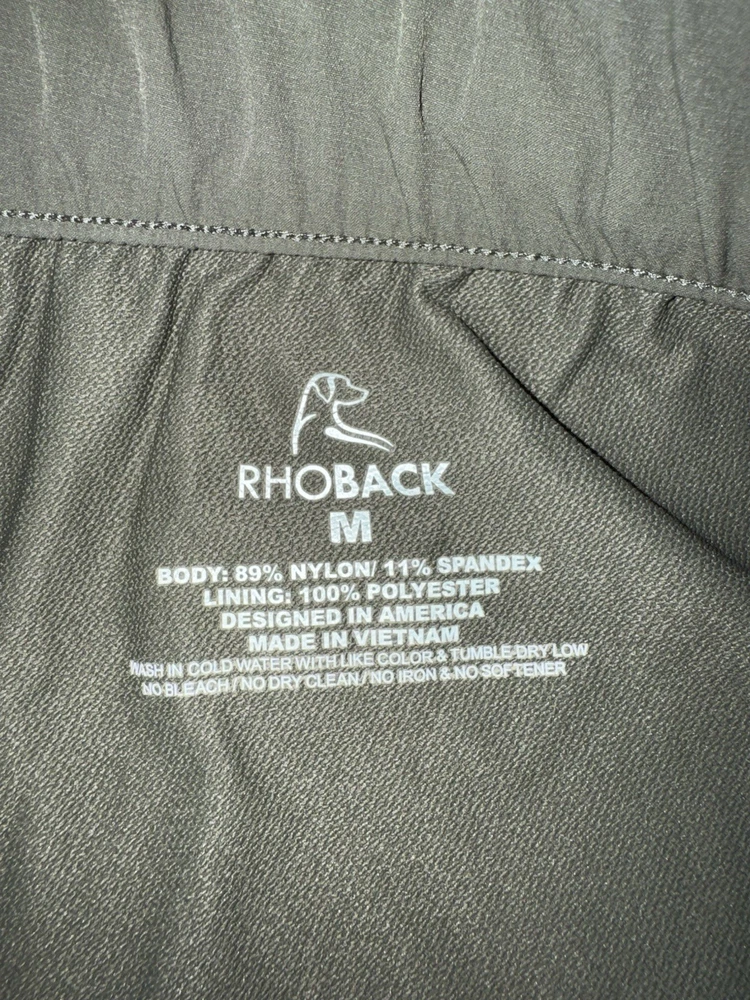 RHOBACK
M
BODY: 89% NYLON/ 11% SPANDEX
LINING: 100% POLYESTER
DESIGNED IN AMERICA
MADE IN VIETNAM
WASH IN COLD WATER WITH LIKE COLOR & TUMBLE DRY LOW
NO BLEACH / NO DRY CLEAN / NO IRON & NO SOFTENER